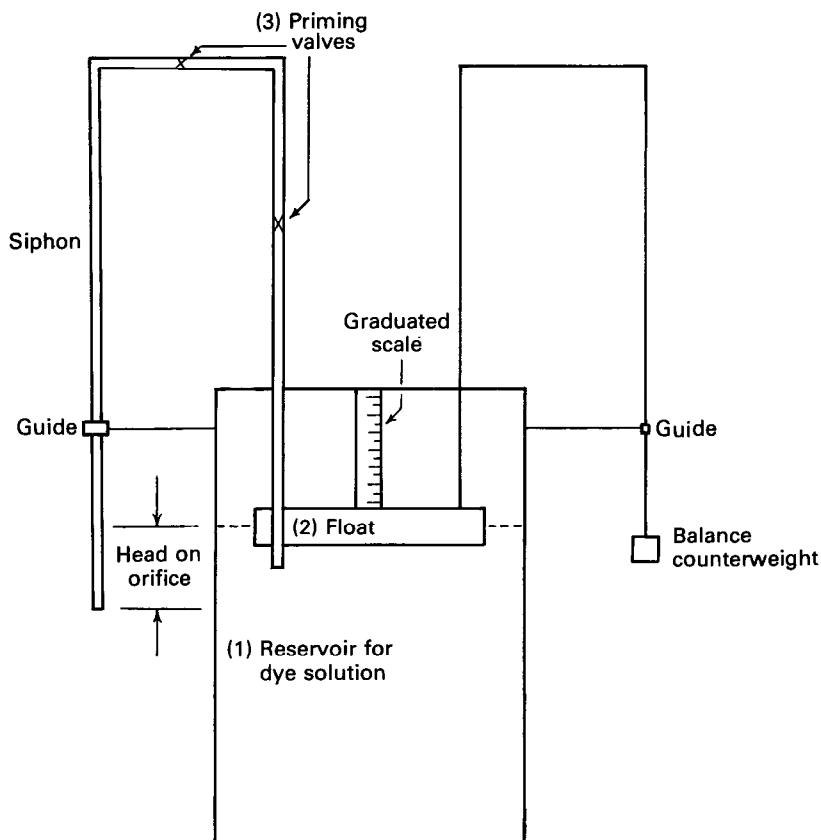 (3) Priming
valves
Siphon
Graduated
scale
Guide
Guide
(2) Float
Head on
orifice
Balance
counterweight
(1) Reservoir for
dye solution